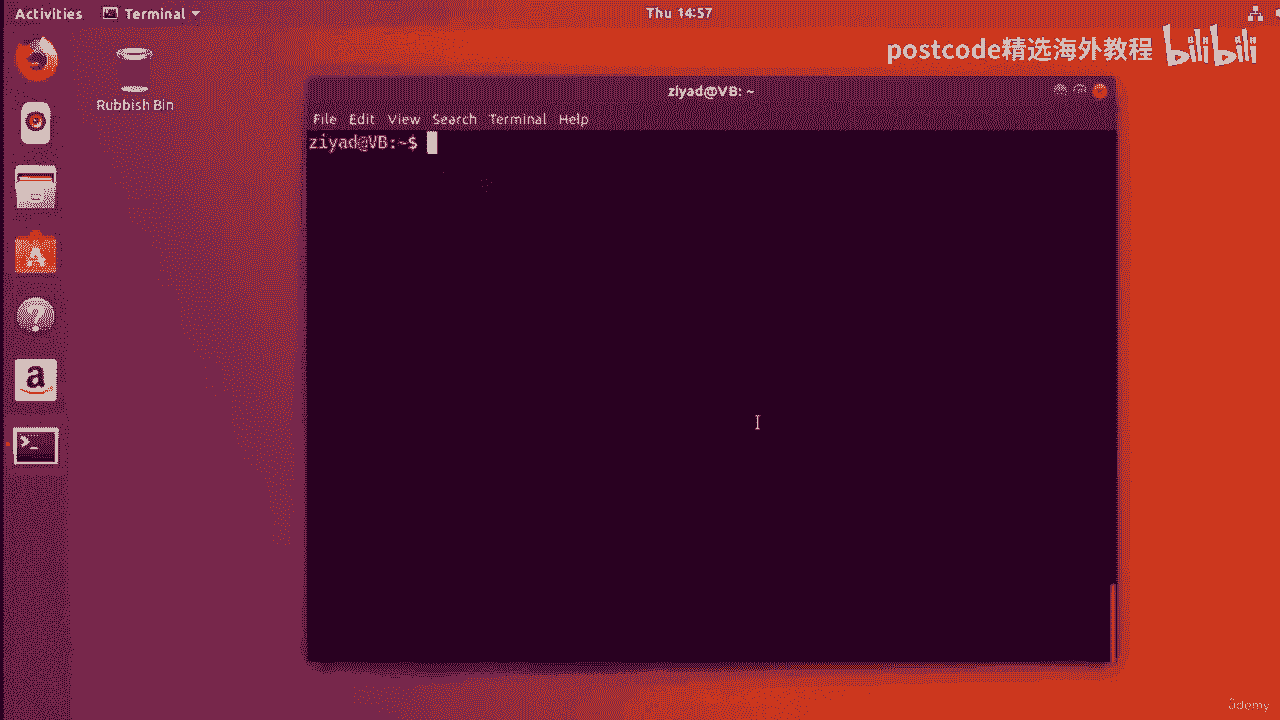 Activities Terminal Thu 14:57
postcode精选海外教程 bilibili
Rubbish Bin
ziyad@VB: ~
File Edit View Search Terminal Help
ziyad@VB:~$
a
Udemy